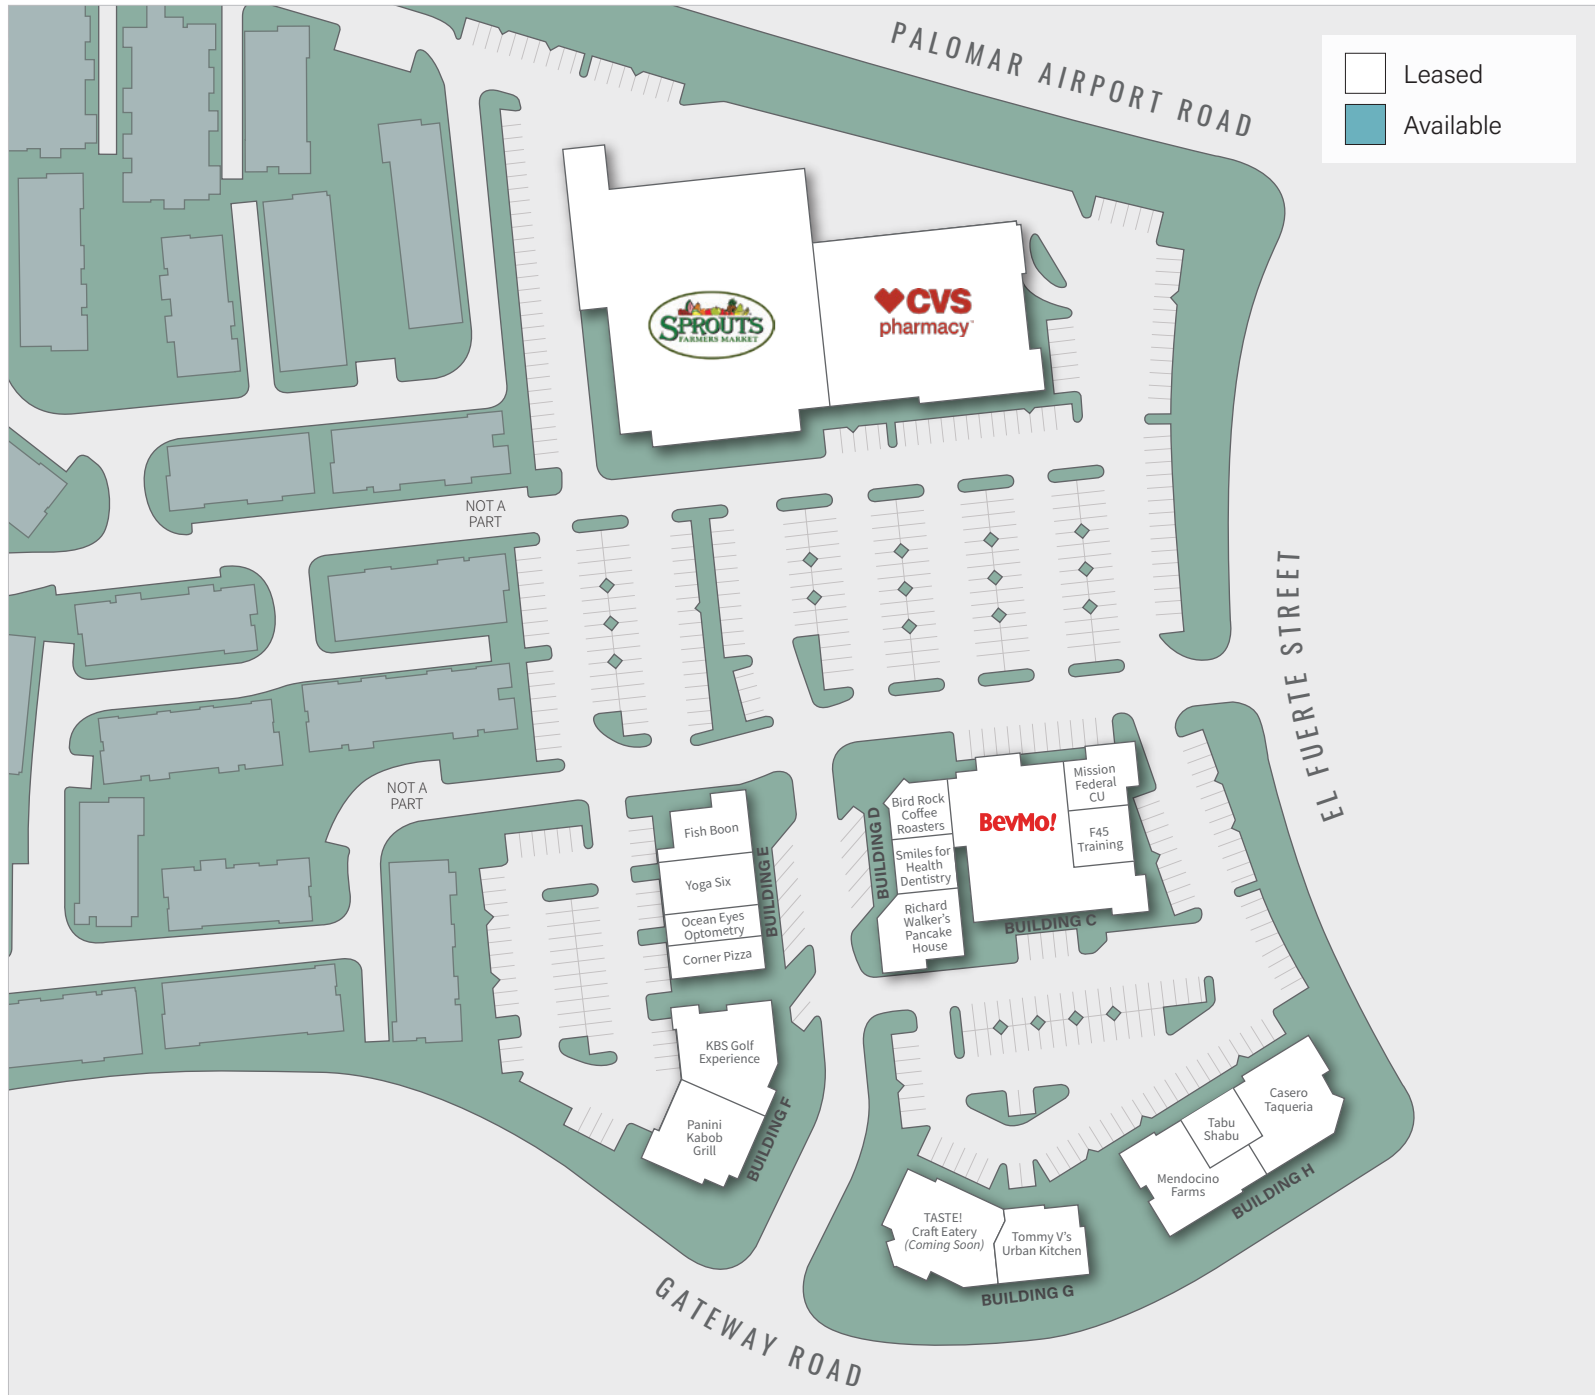 PALOMAR AIRPORT ROAD
Leased
Available
SPROUTS
FARMERS MARKET
CVS
pharmacy
NOT A
PART
EL FUERTE STREET
NOT A
PART
Fish Boon
Yoga Six
Ocean Eyes
Optometry
Corner Pizza
BUILDING E
BUILDING D
Bird Rock
Coffee
Roasters
Smiles for
Health
Dentistry
Richard
Walker's
Pancake
House
BevMo!
Mission
Federal
CU
F45
Training
BUILDING C
KBS Golf
Experience
Panini
Kabob
Grill
BUILDING F
Casero
Taqueria
Tabu
Shabu
Mendocino
Farms
BUILDING H
TASTE!
Craft Eatery
(Coming Soon)
Tommy V's
Urban Kitchen
BUILDING G
GATEWAY ROAD